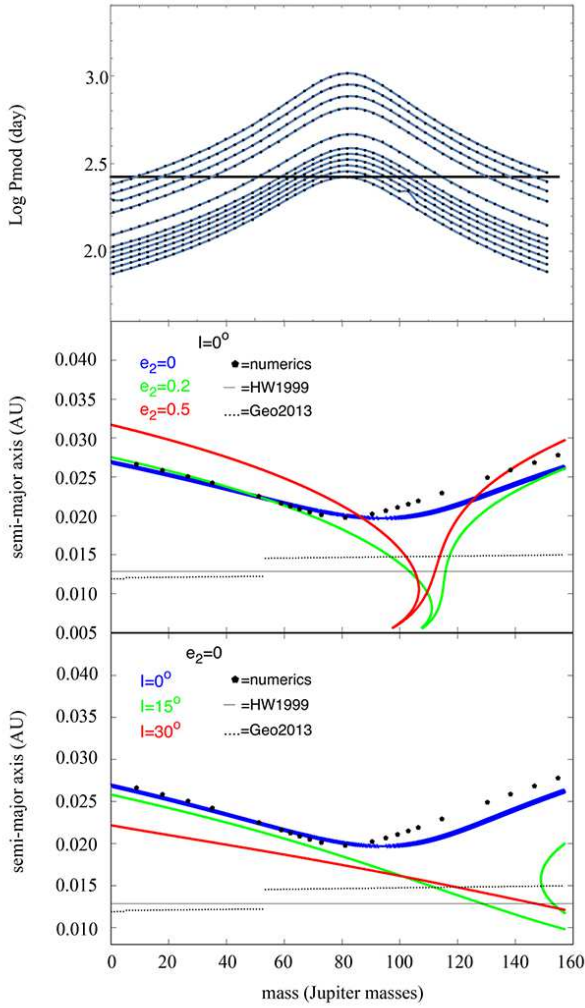 3.0
2.5
2.0
Log Pmod (day)
I=0°
e2=0
e2=0.2
e2=0.5
=numerics
=HW1999
=Geo2013
0.040
0.035
0.030
0.025
0.020
0.015
0.010
0.005
semi-major axis (AU)
e2=0
I=0°
I=15°
I=30°
=numerics
=HW1999
=Geo2013
0.040
0.035
0.030
0.025
0.020
0.015
0.010
semi-major axis (AU)
0 20 40 60 80 100 120 140 160
mass (Jupiter masses)